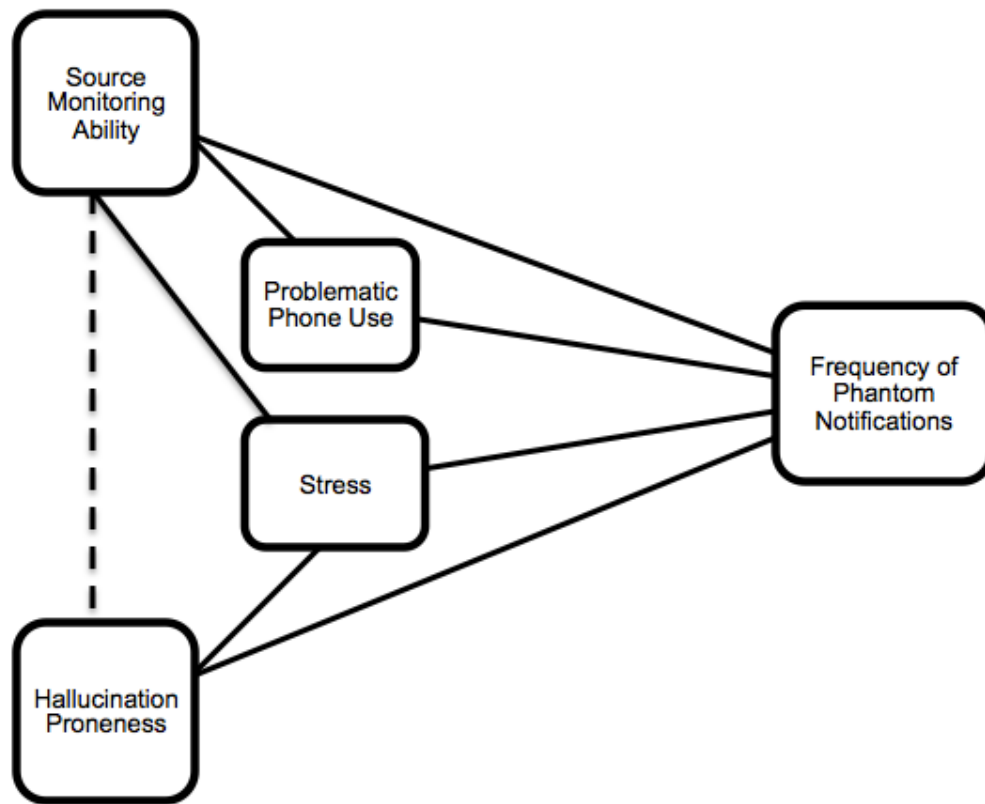 Source
Monitoring
Ability
Problematic
Phone Use
Frequency of
Phantom
Notifications
Stress
Hallucination
Proneness